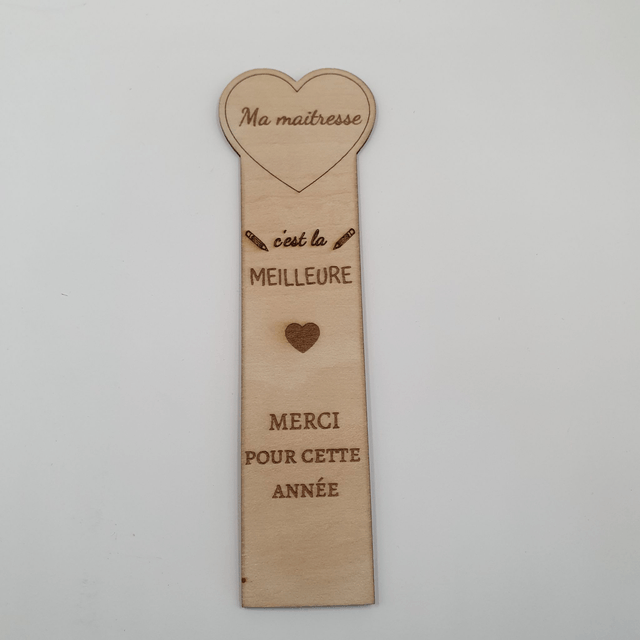 Ma maîtresse
c'est la
MEILLEURE
MERCI
POUR CETTE
ANNÉE